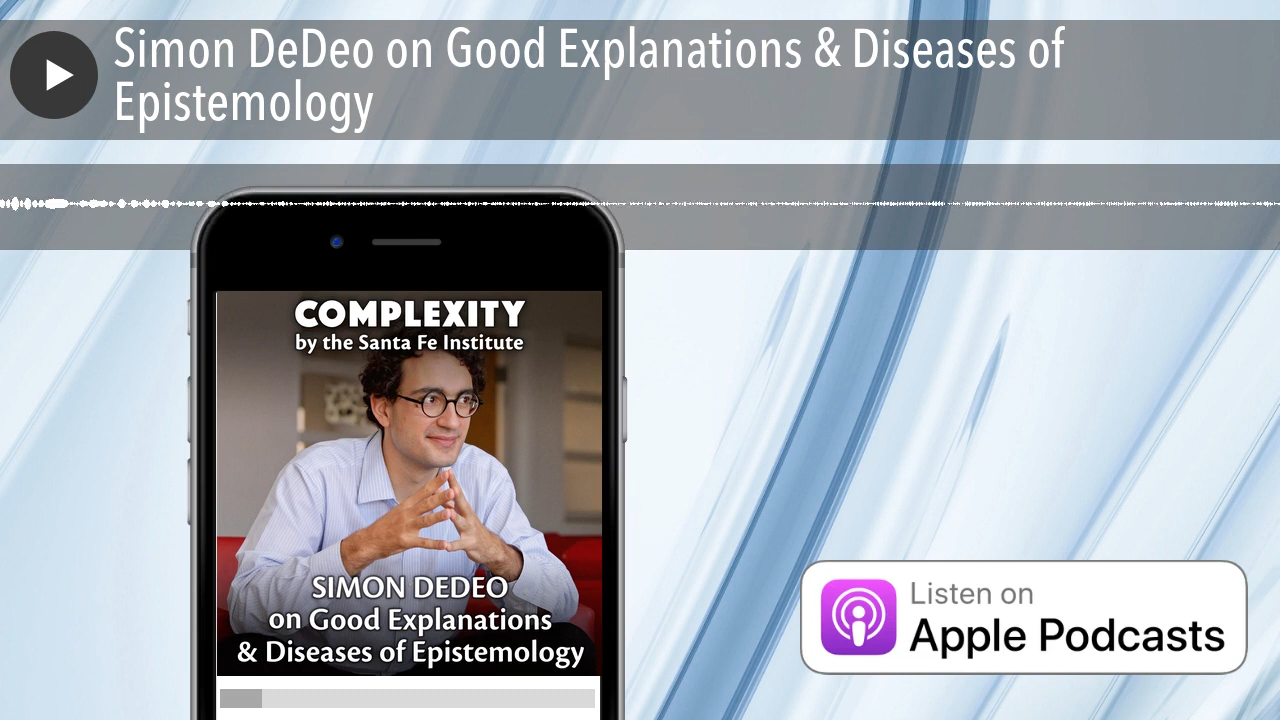 Simon DeDeo on Good Explanations & Diseases of
Epistemology
COMPLEXITY
by the Santa Fe Institute
SIMON DEDEO
on Good Explanations
& Diseases of Epistemology
Listen on
Apple Podcasts